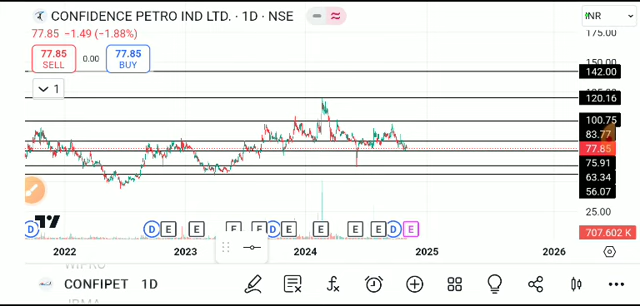 CONFIDENCE PETRO IND LTD. · 1D · NSE
INR
77.85 −1.49 (−1.88%)
175.00
77.85
SELL
0.00
77.85
BUY
150.00
142.00
1
120.16
100.75
83.77
77.85
75.91
63.34
56.07
25.00
D D E E E E D E E E E D E
707.602 K
2022 2023 2024 2025 2026
WIPRO
CONFIPET 1D